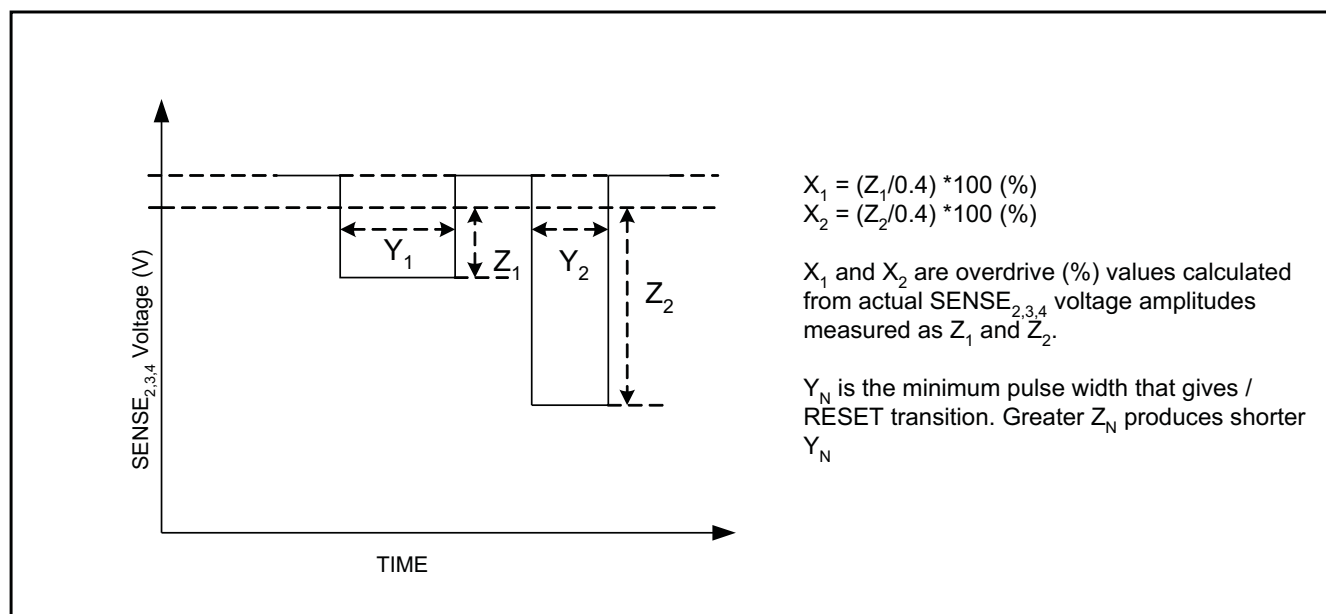 SENSE2,3,4 Voltage (V)
Y1
Z1
Y2
Z2
TIME
X1 = (Z1/0.4) *100 (%)
X2 = (Z2/0.4) *100 (%)
X1 and X2 are overdrive (%) values calculated
from actual SENSE2,3,4 voltage amplitudes
measured as Z1 and Z2.
YN is the minimum pulse width that gives /
RESET transition. Greater ZN produces shorter
YN